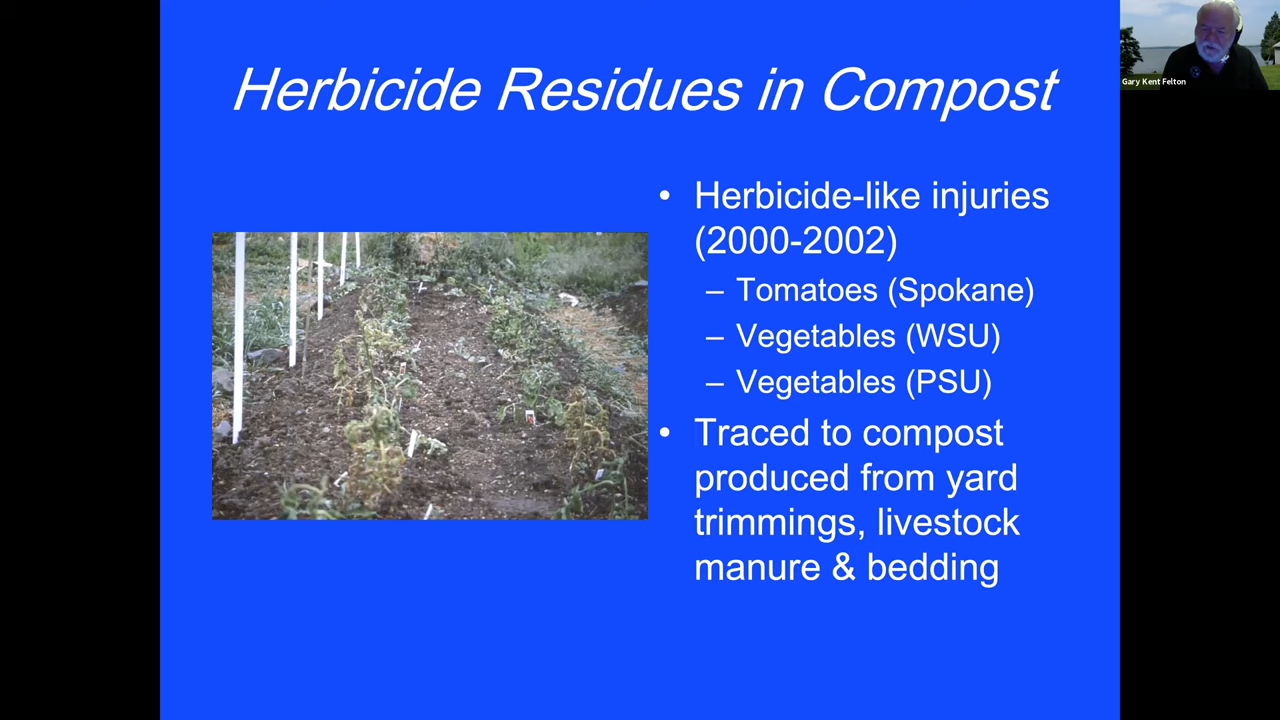 Herbicide Residues in Compost
Gary Kent Felton
• Herbicide-like injuries
(2000-2002)
– Tomatoes (Spokane)
– Vegetables (WSU)
– Vegetables (PSU)
• Traced to compost
produced from yard
trimmings, livestock
manure & bedding